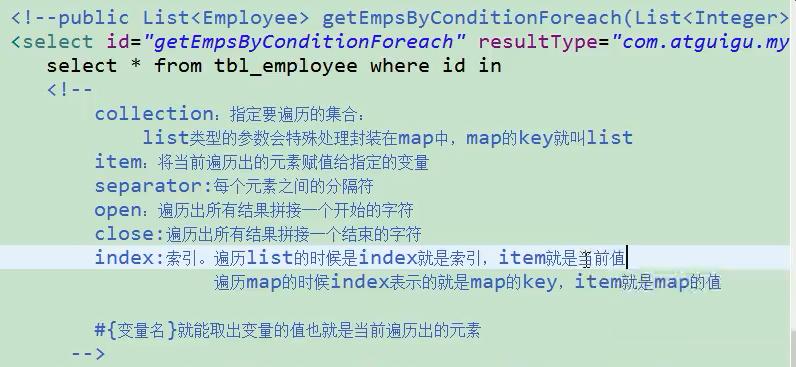 <!--public List<Employee> getEmpsByConditionForeach(List<Integer>
<select id="getEmpsByConditionForeach" resultType="com.atguigu.my
select * from tbl_employee where id in
<!--
collection：指定要遍历的集合：
list类型的参数会特殊处理封装在map中，map的key就叫list
item：将当前遍历出的元素赋值给指定的变量
separator:每个元素之间的分隔符
open：遍历出所有结果拼接一个开始的字符
close:遍历出所有结果拼接一个结束的字符
index:索引。遍历list的时候是index就是索引，item就是当前值
遍历map的时候index表示的就是map的key，item就是map的值
#{变量名}就能取出变量的值也就是当前遍历出的元素
-->